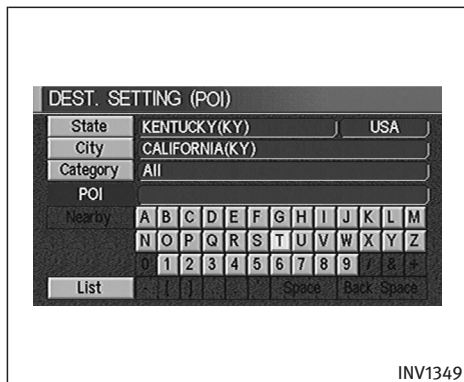 DEST. SETTING (POI)
State KENTUCKY(KY) USA
City CALIFORNIA(KY)
Category All
POI
Nearby A B C D E F G H I J K L M
N O P Q R S T U V W X Y Z
0 1 2 3 4 5 6 7 8 9 / & +
List - [ ] Space Back Space
INV1349